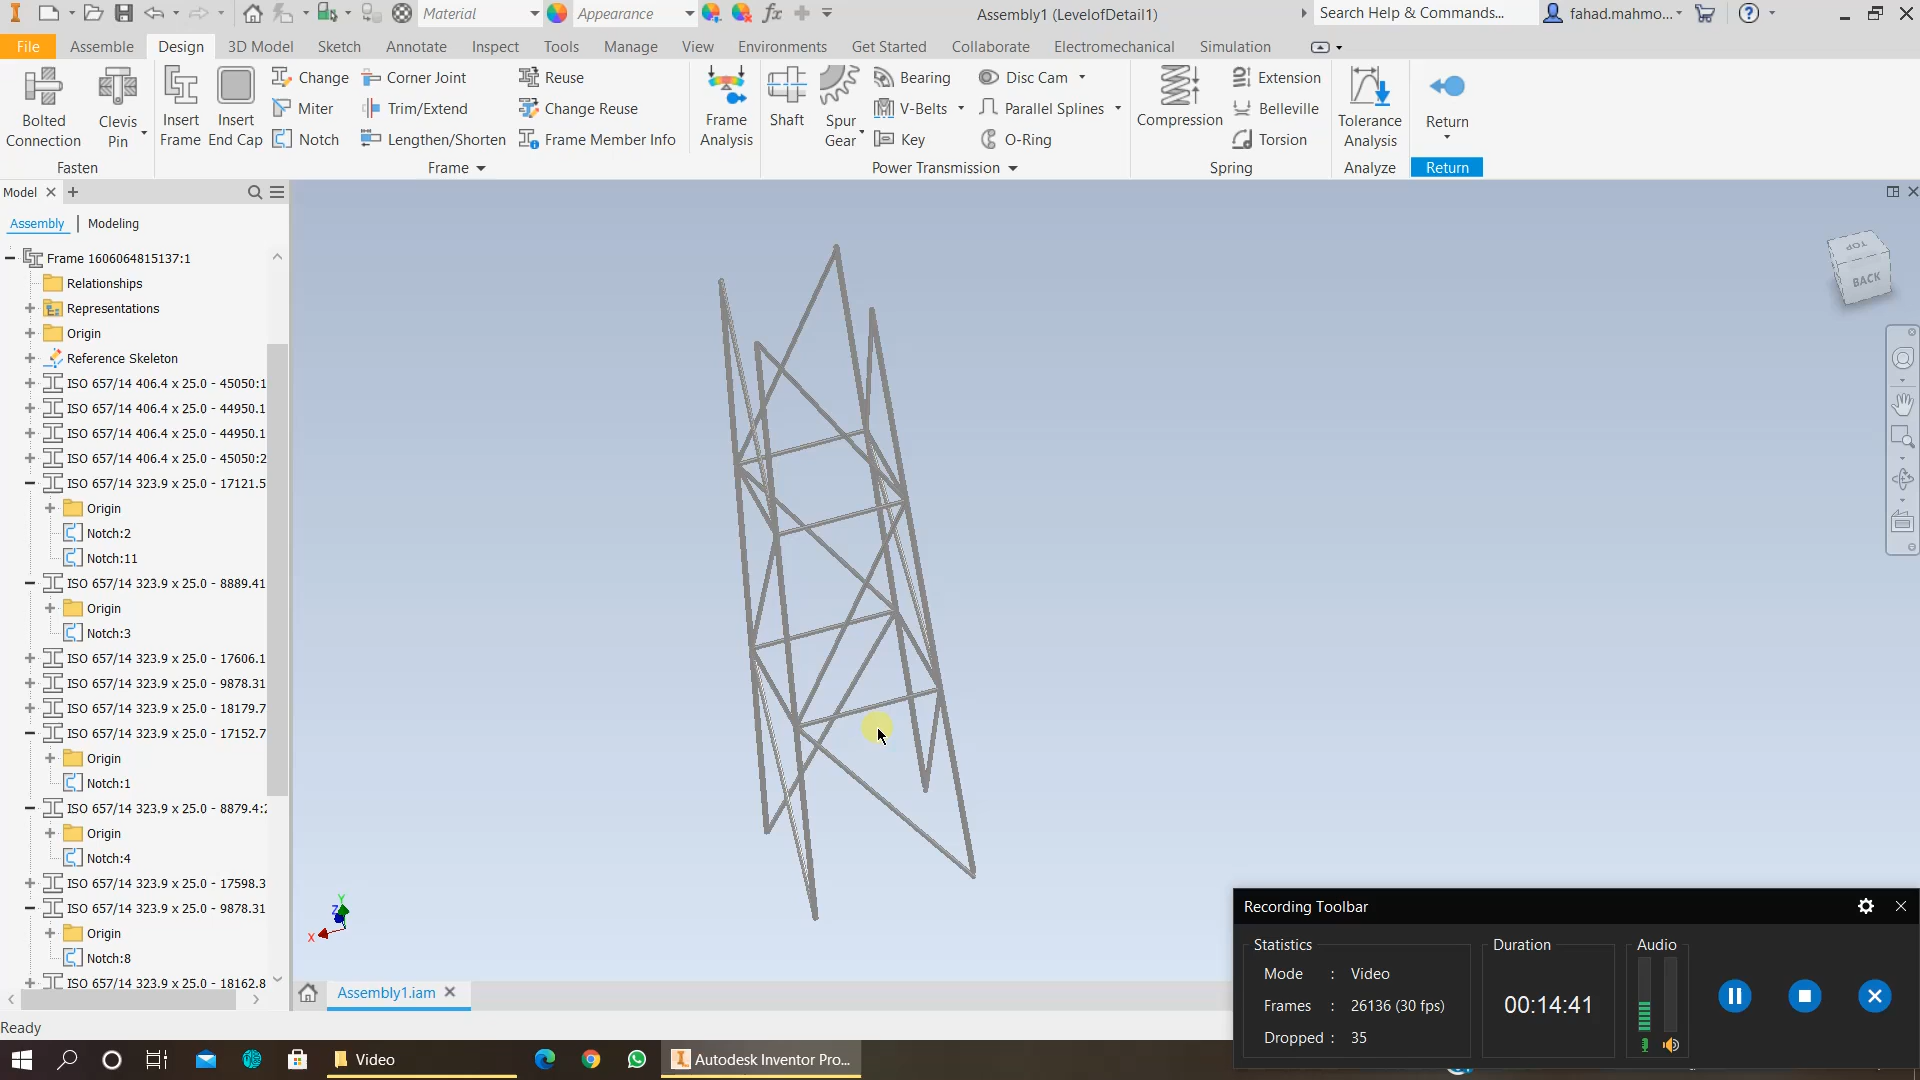 Material
Appearance
Assembly1 (LevelofDetail1)
Search Help & Commands...
fahad.mahmo...
File
Assemble
Design
3D Model
Sketch
Annotate
Inspect
Tools
Manage
View
Environments
Get Started
Collaborate
Electromechanical
Simulation
Bolted
Connection
Clevis
Pin
Fasten
Insert
Frame
Insert
End Cap
Change
Miter
Notch
Corner Joint
Trim/Extend
Lengthen/Shorten
Reuse
Change Reuse
Frame Member Info
Frame
Frame
Analysis
Shaft
Spur
Gear
Bearing
V-Belts
Key
Disc Cam
Parallel Splines
O-Ring
Power Transmission
Compression
Extension
Belleville
Torsion
Spring
Tolerance
Analysis
Analyze
Return
Return
Model
Assembly
Modeling
Frame 1606064815137:1
Relationships
Representations
Origin
Reference Skeleton
ISO 657/14 406.4 x 25.0 - 45050:1
ISO 657/14 406.4 x 25.0 - 44950.1
ISO 657/14 406.4 x 25.0 - 44950.1
ISO 657/14 406.4 x 25.0 - 45050:2
ISO 657/14 323.9 x 25.0 - 17121.5
Origin
Notch:2
Notch:11
ISO 657/14 323.9 x 25.0 - 8889.41
Origin
Notch:3
ISO 657/14 323.9 x 25.0 - 17606.1
ISO 657/14 323.9 x 25.0 - 9878.31
ISO 657/14 323.9 x 25.0 - 18179.7
ISO 657/14 323.9 x 25.0 - 17152.7
Origin
Notch:1
ISO 657/14 323.9 x 25.0 - 8879.4:2
Origin
Notch:4
ISO 657/14 323.9 x 25.0 - 17598.3
ISO 657/14 323.9 x 25.0 - 9878.31
Origin
Notch:8
ISO 657/14 323.9 x 25.0 - 18162.8
TOP
BACK
Y
Z
X
Assembly1.iam
Ready
Recording Toolbar
Statistics
Mode : Video
Frames : 26136 (30 fps)
Dropped : 35
Duration
00:14:41
Audio
Video
Autodesk Inventor Pro...